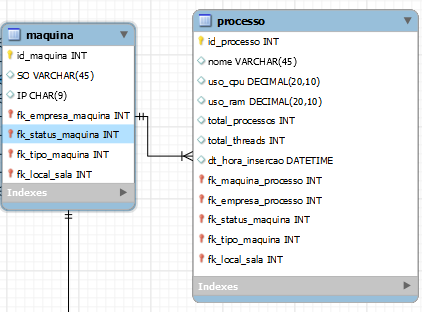 maquina
id_maquina INT
SO VARCHAR(45)
IP CHAR(9)
fk_empresa_maquina INT
fk_status_maquina INT
fk_tipo_maquina INT
fk_local_sala INT
Indexes
processo
id_processo INT
nome VARCHAR(45)
uso_cpu DECIMAL(20,10)
uso_ram DECIMAL(20,10)
total_processos INT
total_threads INT
dt_hora_insercao DATETIME
fk_maquina_processo INT
fk_empresa_processo INT
fk_status_maquina INT
fk_tipo_maquina INT
fk_local_sala INT
Indexes